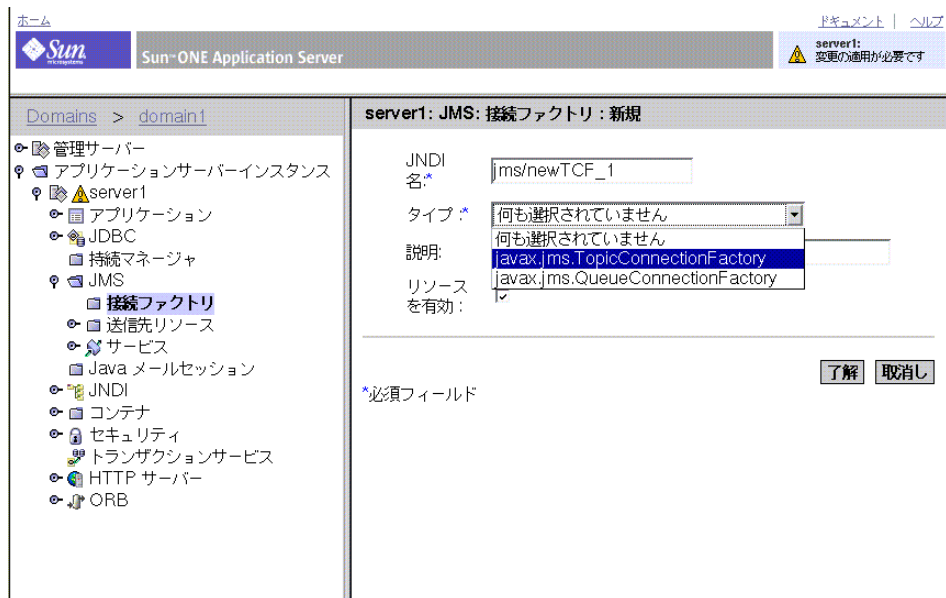 ホーム
ドキュメント | ヘルプ
Sun
microsystems
Sun™ ONE Application Server
server1:
変更の適用が必要です
Domains > domain1
管理サーバー
アプリケーションサーバーインスタンス
server1
アプリケーション
JDBC
持続マネージャ
JMS
接続ファクトリ
送信先リソース
サービス
Java メールセッション
JNDI
コンテナ
セキュリティ
トランザクションサービス
HTTP サーバー
ORB
server1: JMS: 接続ファクトリ : 新規
JNDI
名:*
jms/newTCF_1
タイプ :*
何も選択されていません
何も選択されていません
javax.jms.TopicConnectionFactory
javax.jms.QueueConnectionFactory
説明:
リソース
を有効 :
了解
取消し
*必須フィールド